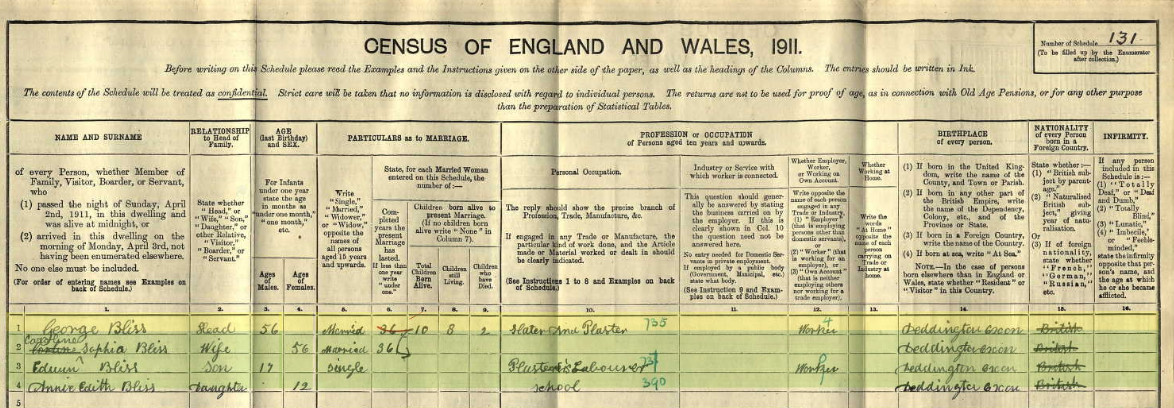 CENSUS OF ENGLAND AND WALES, 1911.
Number of Schedule 131
(To be filled up by the Enumerator
after collection.)
Before writing on this Schedule please read the Examples and the Instructions given on the other side of the paper, as well as the headings of the Columns. The entries should be written in Ink.
The contents of the Schedule will be treated as confidential. Strict care will be taken that no information is disclosed with regard to individual persons. The returns are not to be used for proof of age, as in connection with Old Age Pensions, or for any other purpose
than the preparation of Statistical Tables.
NAME AND SURNAME
of every Person, whether Member of
Family, Visitor, Boarder, or Servant,
who
(1) passed the night of Sunday, April
2nd, 1911, in this dwelling and
was alive at midnight, or
(2) arrived in this dwelling on the
morning of Monday, April 3rd, not
having been enumerated elsewhere.
No one else must be included.
(For order of entering names see Examples on
back of Schedule.)
RELATIONSHIP
to Head of
Family.
State whether
"Head," or
"Wife," "Son,"
"Daughter," or
other Relative,
"Visitor,"
"Boarder," or
"Servant."
AGE
(last Birthday)
and SEX.
For Infants
under one year
state the age
in months as
"under one month,"
"one month,"
etc.
Ages
of
Males.
Ages
of
Females.
PARTICULARS as to MARRIAGE.
Write
"Single,"
"Married,"
"Widower,"
or "Widow,"
opposite the
names of all
persons
aged 15 years
and upwards.
State, for each Married Woman
entered on this Schedule, the
number of:—
Completed
years the
present
Marriage
has
lasted.
If less than
one year
write
"under
one."
Children born alive to
present Marriage.
(If no children born
alive write "None" in
Column 7).
Total
Children
Born
Alive.
Children
still
Living.
Children
who
have
Died.
PROFESSION or OCCUPATION
of Persons aged ten years and upwards.
Personal Occupation.
The reply should show the precise branch of
Profession, Trade, Manufacture, &c.
If engaged in any Trade or Manufacture, the
particular kind of work done, and the Article
made or Material worked or dealt in should
be clearly indicated.
(See Instructions 1 to 8 and Examples on back
of Schedule.)
Industry or Service with
which worker is connected.
This question should generally
be answered by stating
the business carried on by
the employer. If this is
clearly shown in Col. 10
the question need not be
answered here.
No entry needed for Domestic Servants
in private employment.
If employed by a public body
(Government, Municipal, etc.)
state what body.
(See Instruction 9 and Examples
on back of Schedule.)
Whether Employer,
Worker,
or Working on
Own Account.
Write opposite the
name of each person
engaged in any
Trade or Industry,
(1) "Employer"
(that is employing
persons other than
domestic servants),
or
(2) "Worker" (that
is working for an
employer), or
(3) "Own Account"
(that is neither
employing others
nor working for a
trade employer).
Whether
Working at
Home.
Write the
words
"At Home"
opposite the
name of each
person
carrying on
Trade or
Industry at
home.
BIRTHPLACE
of every person.
(1) If born in the United Kingdom,
write the name of the
County, and Town or Parish.
(2) If born in any other part of
the British Empire, write
the name of the Dependency,
Colony, etc., and of the
Province or State.
(3) If born in a Foreign Country,
write the name of the Country.
(4) If born at sea, write "At Sea."
NOTE.—In the case of persons
born elsewhere than in England or
Wales, state whether "Resident" or
"Visitor" in this Country.
NATIONALITY
of every Person
born in a
Foreign Country.
State whether:—
(1) "British subject
by parentage,"
(2) "Naturalised
British subject,"
giving
year of naturalisation.
Or
(3) If of foreign
nationality,
state whether
"French,"
"German,"
"Russian,"
etc.
INFIRMITY.
If any person
included in this
Schedule is:—
(1) "Totally
Deaf," or "Deaf
and Dumb,"
(2) "Totally
Blind,"
(3) "Lunatic,"
(4) "Imbecile,"
or "Feeble-minded,"
state the infirmity
opposite that person's
name, and
the age at which
he or she became
afflicted.
1. 2. 3. 4. 5. 6. 7. 8. 9. 10. 11. 12. 13. 14. 15. 16.
1 George Bliss Head 56 Married 36 10 8 2 Slater And Plaster 735 Worker Deddington Oxon British
2 Caroline Sophia Bliss Wife 56 Married 36 Deddington Oxon British
3 Edwin Bliss Son 17 Single Plasterer's Labourer Worker Deddington Oxon British
4 Annie Edith Bliss Daughter 12 School 390 Deddington Oxon British
5